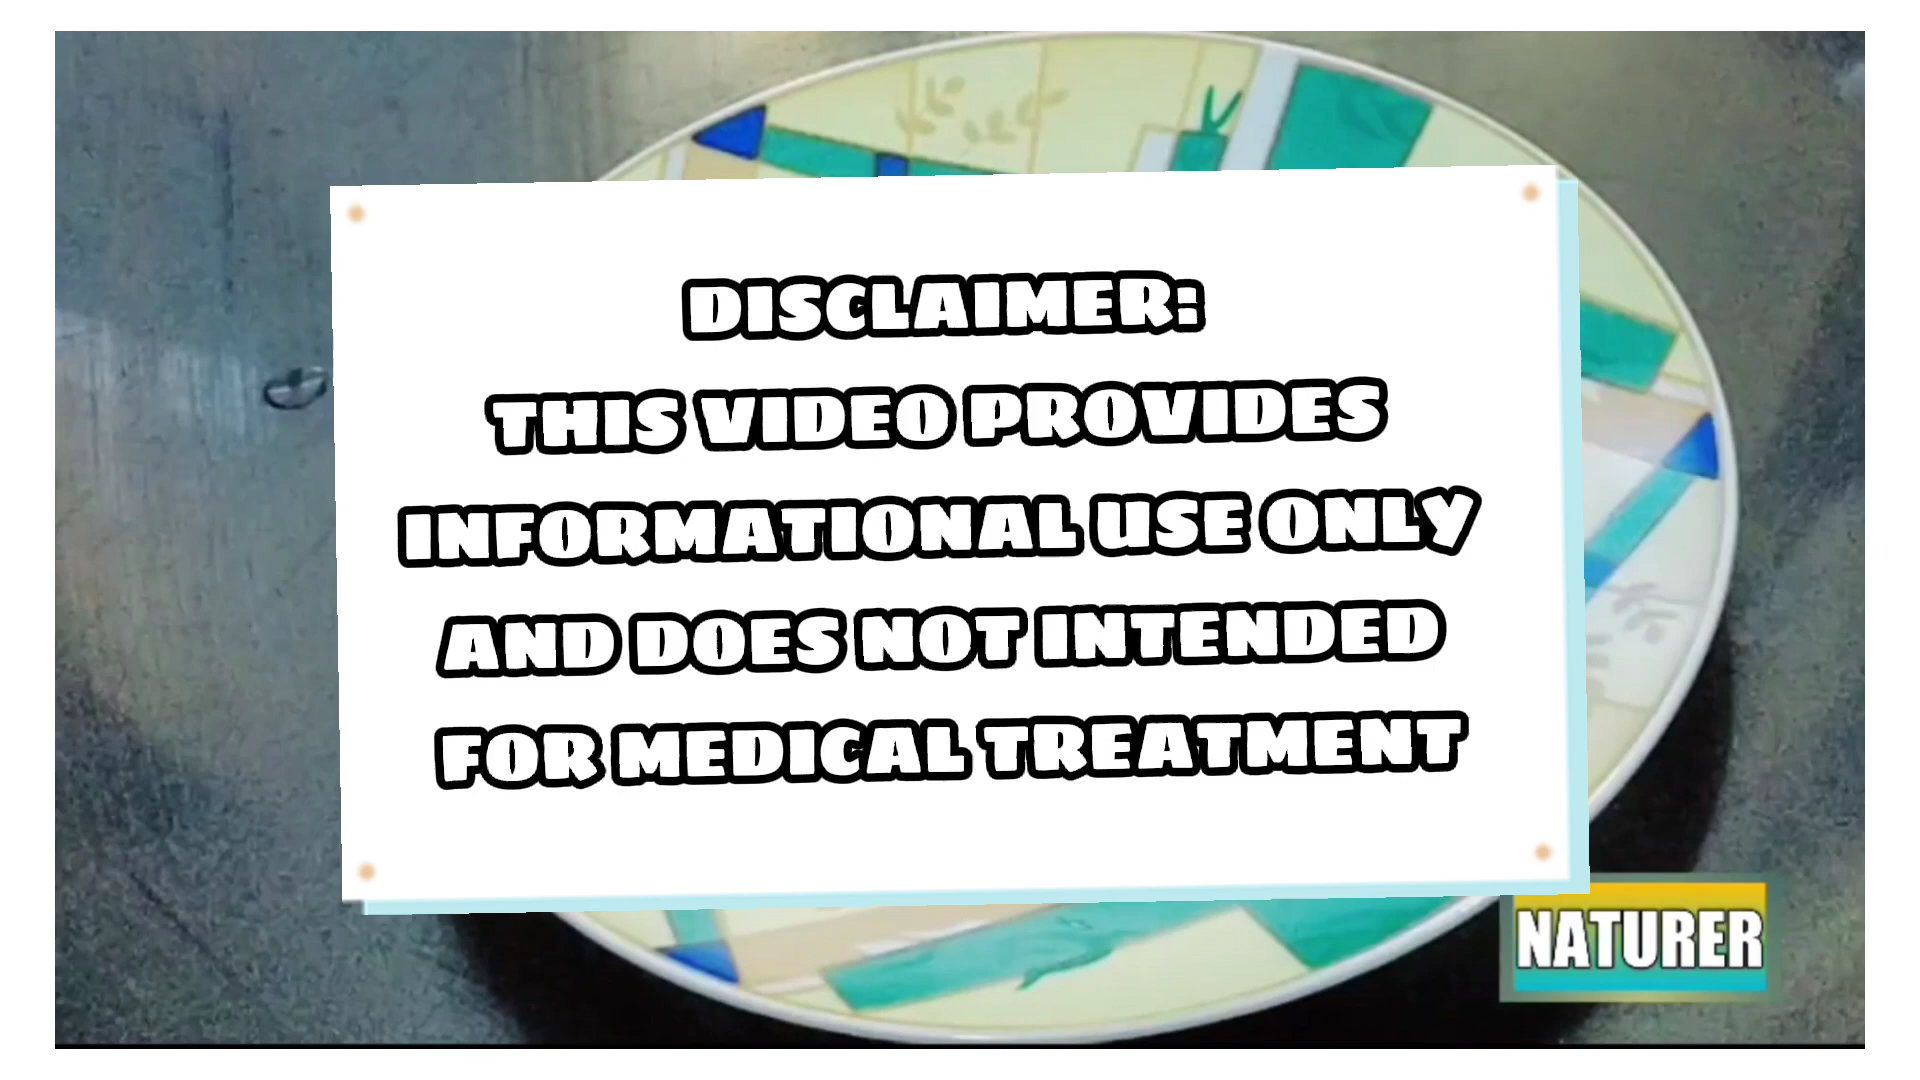 DISCLAIMER:
THIS VIDEO PROVIDES
INFORMATIONAL USE ONLY
AND DOES NOT INTENDED
FOR MEDICAL TREATMENT
NATURER